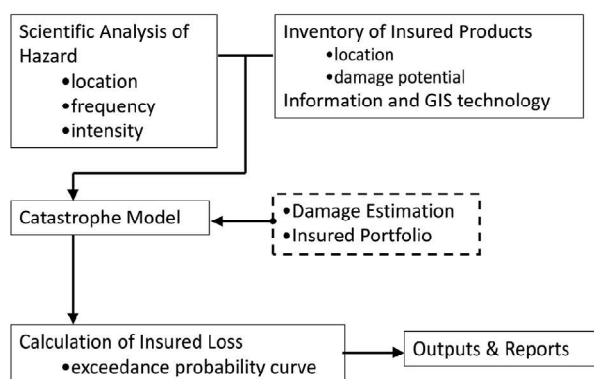 Scientific Analysis of
Hazard
•location
•frequency
•intensity
Inventory of Insured Products
•location
•damage potential
Information and GIS technology
Catastrophe Model
•Damage Estimation
•Insured Portfolio
Calculation of Insured Loss
•exceedance probability curve
Outputs & Reports